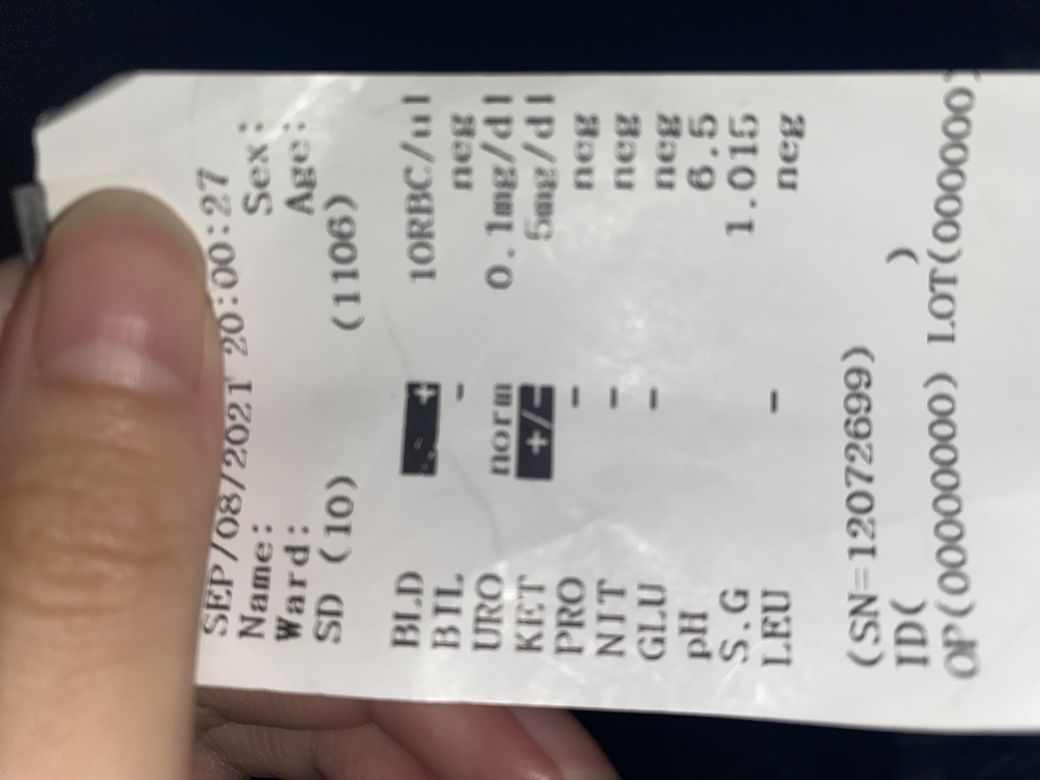 SEP/08/2021 20:00:27
Name: Sex:
Ward: Age:
SD (10) (1106)
BLD + 10RBC/ul
BIL - neg
URO norm 0.1mg/dl
KET +/- 5mg/dl
PRO - neg
NIT - neg
GLU - neg
pH 6.5
S.G 1.015
LEU - neg
(SN=12072699)
ID( )
OP(00000000) LOT(000000)